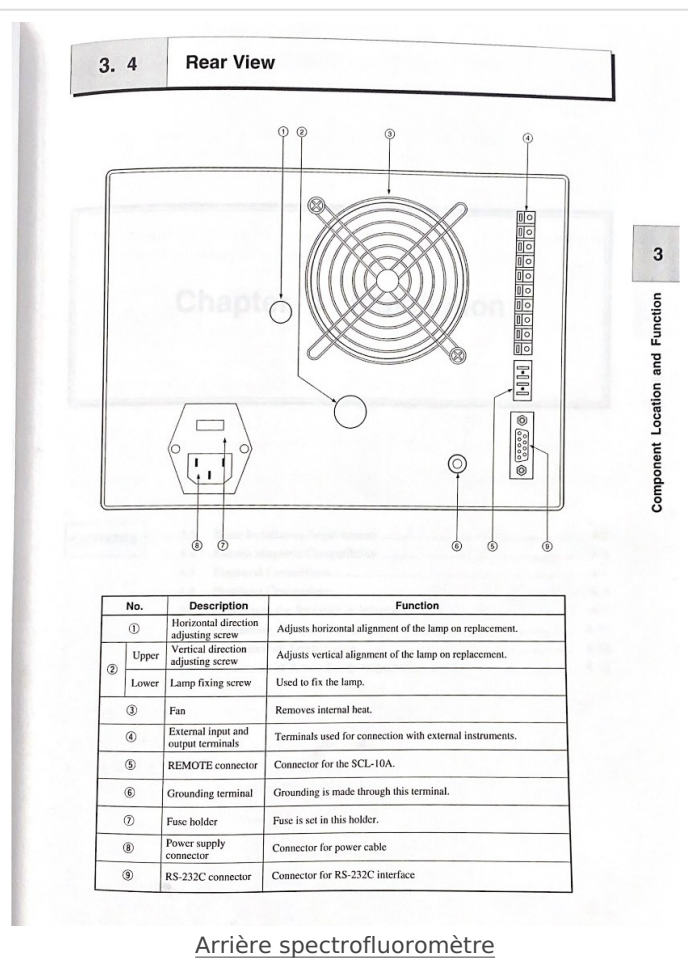 3. 4 Rear View
① ② ③ ④
3
Component Location and Function
⑧ ⑦ ⑥ ⑤ ⑨
No. Description Function
① Horizontal direction adjusting screw Adjusts horizontal alignment of the lamp on replacement.
② Upper Vertical direction adjusting screw Adjusts vertical alignment of the lamp on replacement.
Lower Lamp fixing screw Used to fix the lamp.
③ Fan Removes internal heat.
④ External input and output terminals Terminals used for connection with external instruments.
⑤ REMOTE connector Connector for the SCL-10A.
⑥ Grounding terminal Grounding is made through this terminal.
⑦ Fuse holder Fuse is set in this holder.
⑧ Power supply connector Connector for power cable
⑨ RS-232C connector Connector for RS-232C interface
Arrière spectrofluoromètre